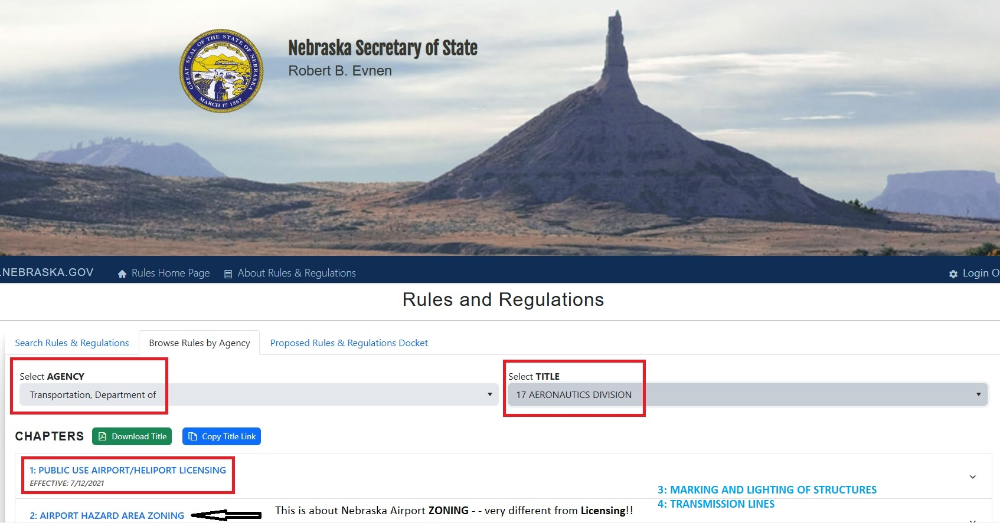 GREAT SEAL OF THE STATE OF NEBRASKA
MARCH 1ST 1867
Nebraska Secretary of State
Robert B. Evnen
.NEBRASKA.GOV
Rules Home Page
About Rules & Regulations
Login O
Rules and Regulations
Search Rules & Regulations
Browse Rules by Agency
Proposed Rules & Regulations Docket
Select AGENCY
Transportation, Department of
Select TITLE
17 AERONAUTICS DIVISION
CHAPTERS
Download Title
Copy Title Link
1: PUBLIC USE AIRPORT/HELIPORT LICENSING
EFFECTIVE: 7/12/2021
3: MARKING AND LIGHTING OF STRUCTURES
4: TRANSMISSION LINES
2: AIRPORT HAZARD AREA ZONING
This is about Nebraska Airport ZONING - - very different from Licensing!!